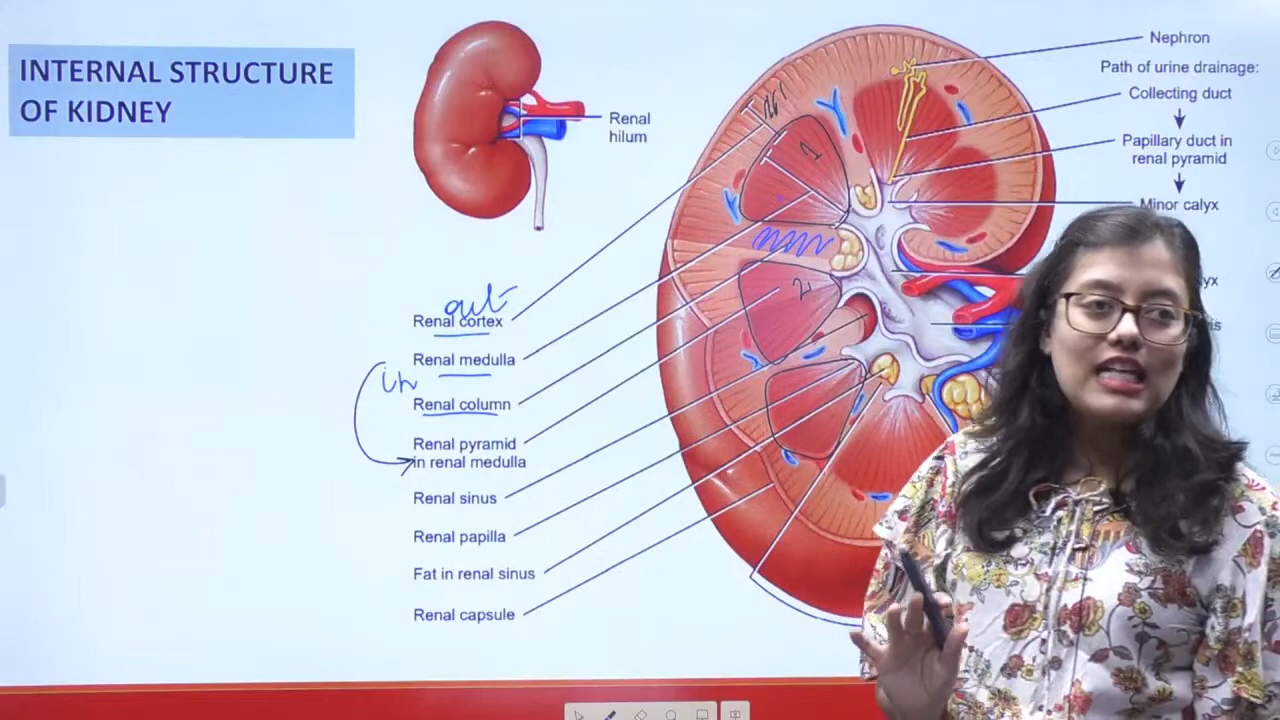 INTERNAL STRUCTURE
OF KIDNEY
Renal
hilum
Nephron
Path of urine drainage:
Collecting duct
Papillary duct in
renal pyramid
Minor calyx
out
Renal cortex
Renal medulla
in
Renal column
Renal pyramid
in renal medulla
Renal sinus
Renal papilla
Fat in renal sinus
Renal capsule
1
2